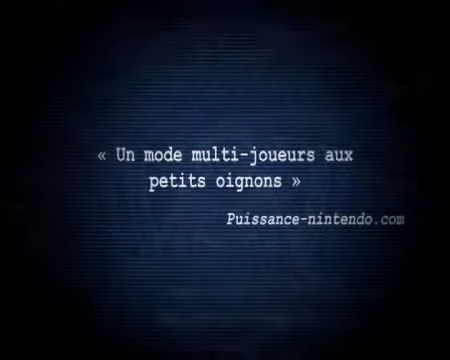 « Un mode multi-joueurs aux
petits oignons »
Puissance-nintendo.com